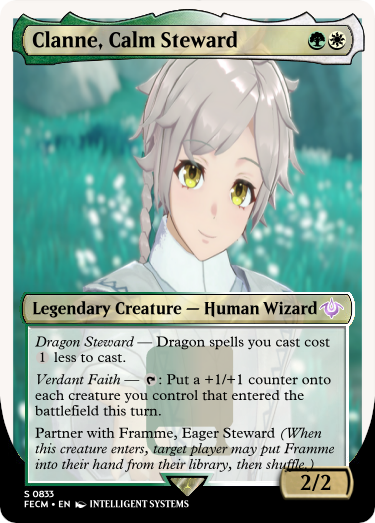 Clanne, Calm Steward
Legendary Creature — Human Wizard
Dragon Steward — Dragon spells you cast cost
1 less to cast.
Verdant Faith — : Put a +1/+1 counter onto
each creature you control that entered the
battlefield this turn.
Partner with Framme, Eager Steward (When
this creature enters, target player may put Framme
into their hand from their library, then shuffle.)
2/2
S 0833
FECM • EN INTELLIGENT SYSTEMS